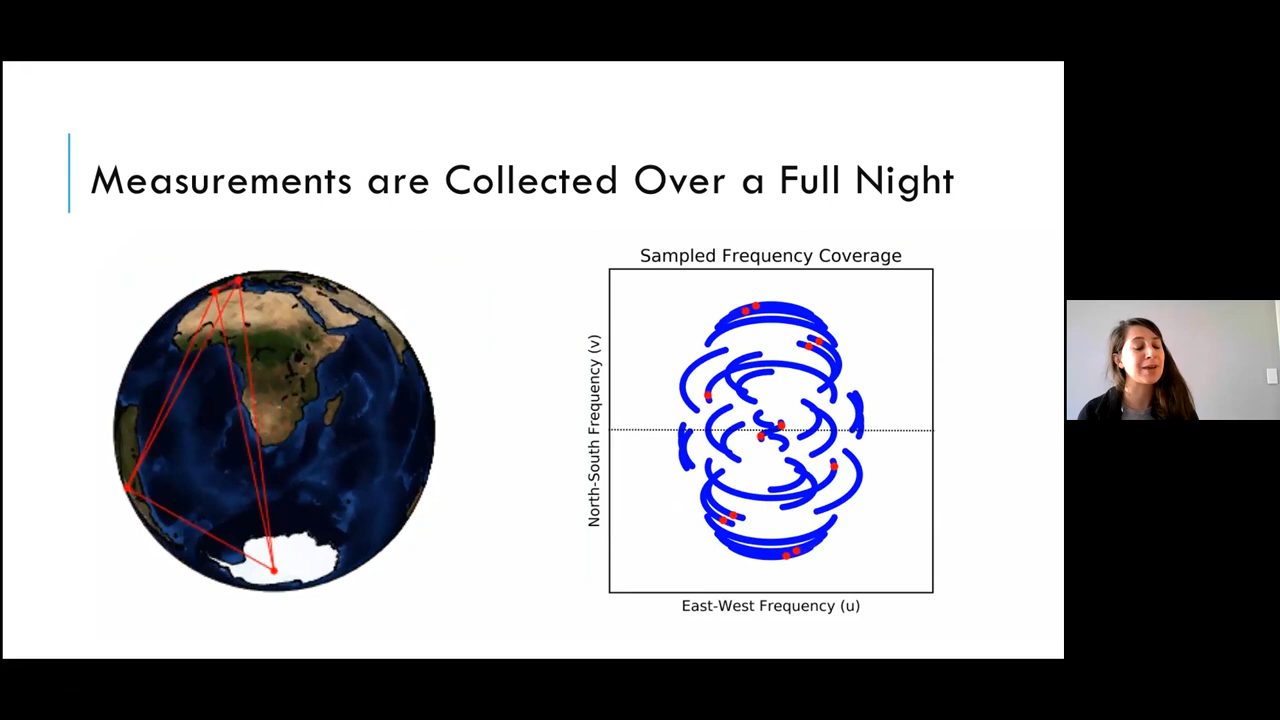 Measurements are Collected Over a Full Night
Sampled Frequency Coverage
North-South Frequency (v)
East-West Frequency (u)